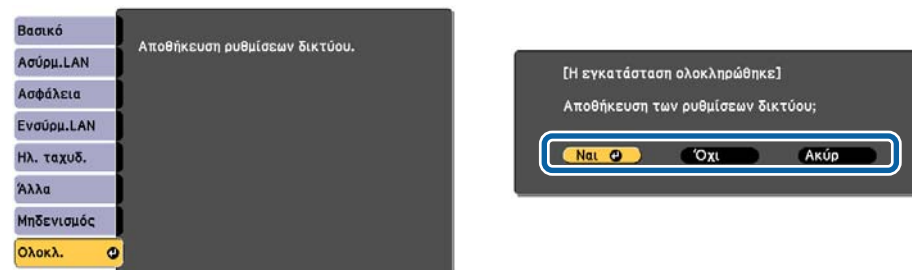 Βασικό
Ασύρμ.LAN
Ασφάλεια
Ενσύρμ.LAN
Ηλ. ταχυδ.
Άλλα
Μηδενισμός
Ολοκλ.
Αποθήκευση ρυθμίσεων δικτύου.
[Η εγκατάσταση ολοκληρώθηκε]
Αποθήκευση των ρυθμίσεων δικτύου;
Ναι Όχι Ακύρ